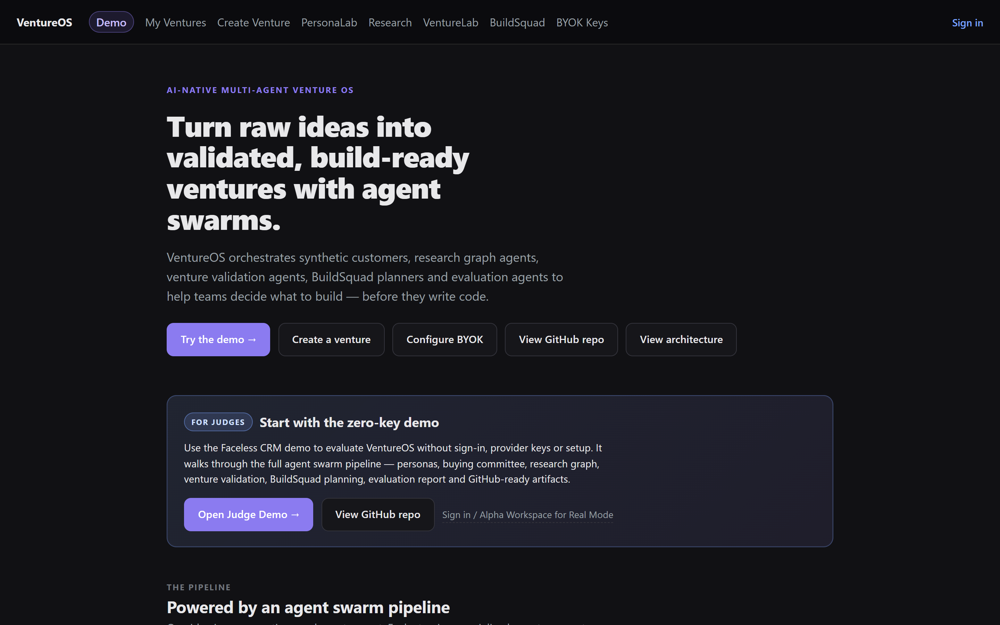 VentureOS
Demo
My Ventures
Create Venture
PersonaLab
Research
VentureLab
BuildSquad
BYOK Keys
Sign in
AI-NATIVE MULTI-AGENT VENTURE OS
Turn raw ideas into
validated, build-ready
ventures with agent
swarms.
VentureOS orchestrates synthetic customers, research graph agents,
venture validation agents, BuildSquad planners and evaluation agents to
help teams decide what to build — before they write code.
Try the demo →
Create a venture
Configure BYOK
View GitHub repo
View architecture
FOR JUDGES
Start with the zero-key demo
Use the Faceless CRM demo to evaluate VentureOS without sign-in, provider keys or setup. It
walks through the full agent swarm pipeline — personas, buying committee, research graph,
venture validation, BuildSquad planning, evaluation report and GitHub-ready artifacts.
Open Judge Demo →
View GitHub repo
Sign in / Alpha Workspace for Real Mode
THE PIPELINE
Powered by an agent swarm pipeline